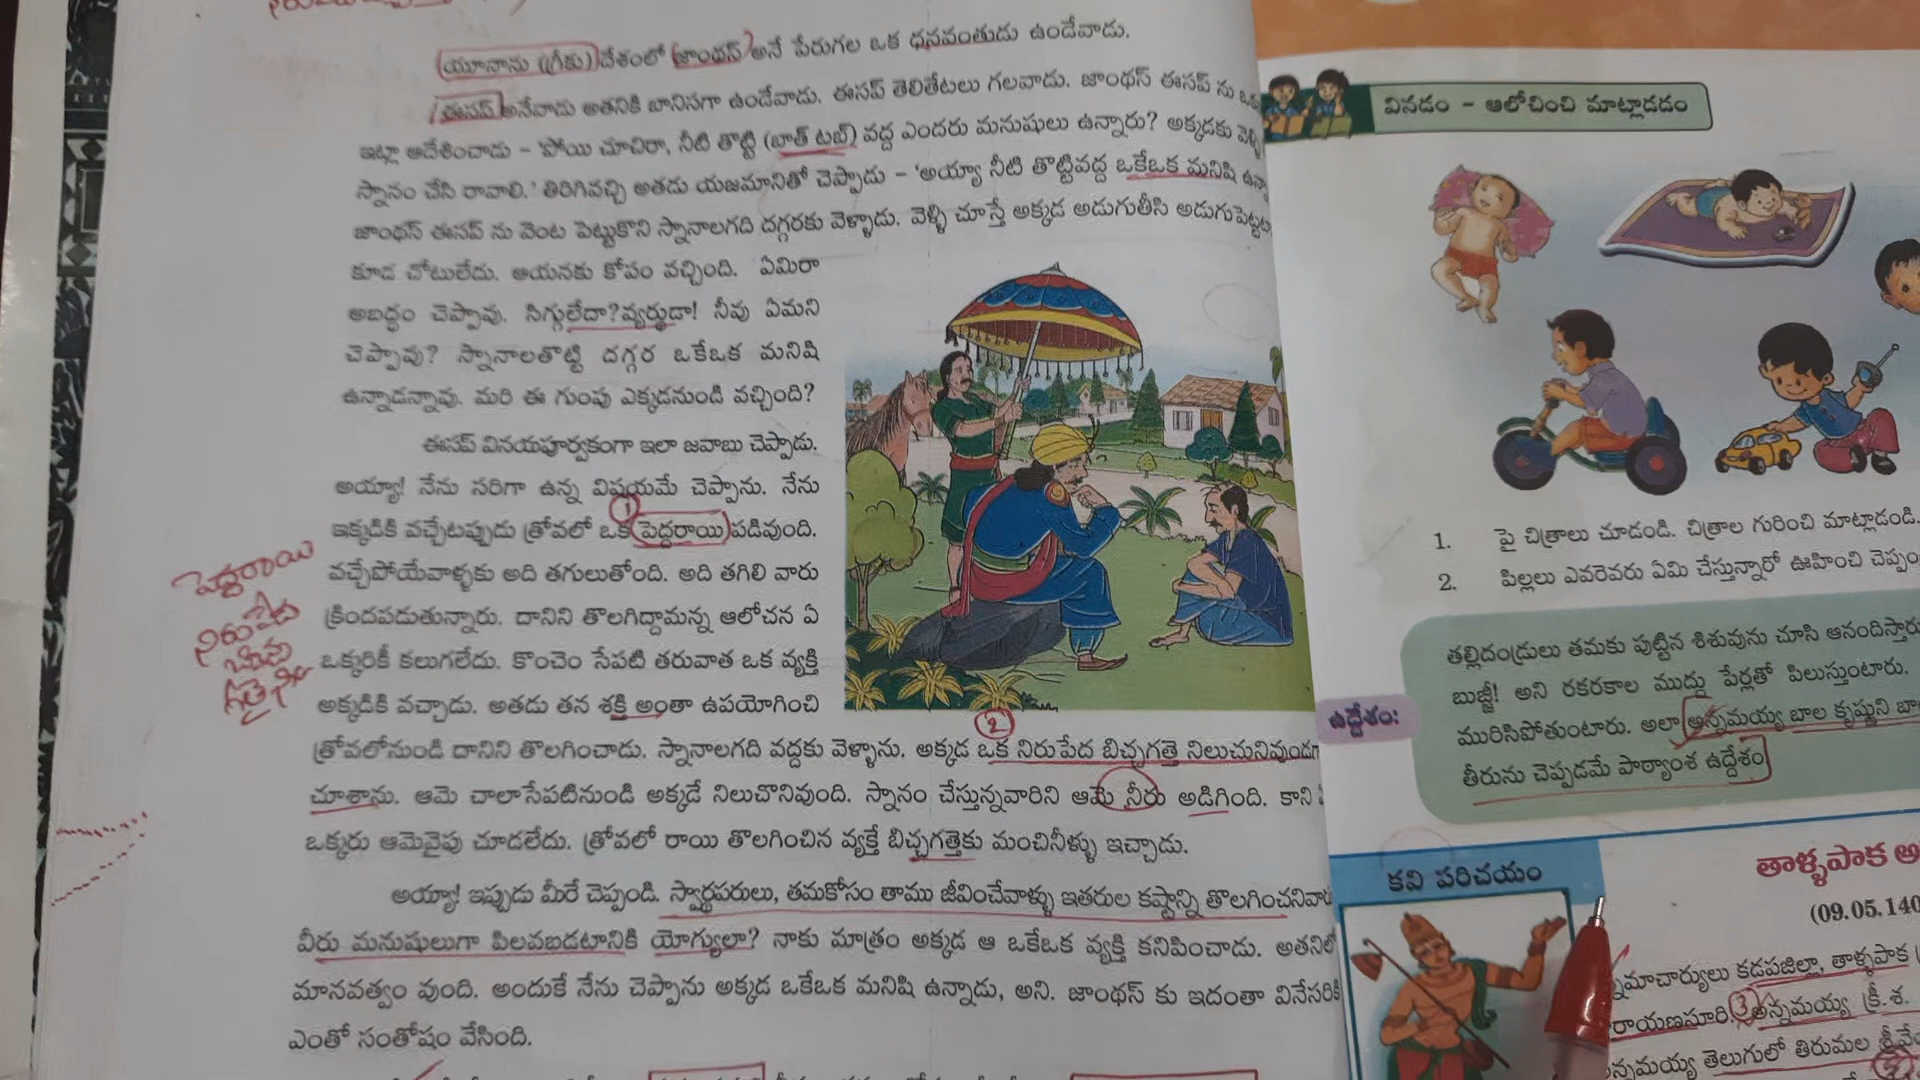 (యూనాను (గ్రీకు) దేశంలో జాంథస్ అనే పేరుగల ఒక ధనవంతుడు ఉండేవాడు.
ఈసప్ అనేవాడు అతనికి బానిసగా ఉండేవాడు. ఈసప్ తెలితేటలు గలవాడు. జాంథస్ ఈసప్ ను ఒక
ఇట్లా ఆదేశించాడు – 'పోయి చూచిరా, నీటి తొట్టి (బాత్ టబ్) వద్ద ఎందరు మనుషులు ఉన్నారు? అక్కడకు వెళ్ళి
స్నానం చేసి రావాలి.' తిరిగివచ్చి అతడు యజమానితో చెప్పాడు – 'అయ్యా నీటి తొట్టివద్ద ఒకేఒక మనిషి
జాంథస్ ఈసప్ ను వెంట పెట్టుకొని స్నానాలగది దగ్గరకు వెళ్ళాడు. వెళ్ళి చూస్తే అక్కడ అడుగుతీసి
కూడ చోటులేదు. ఆయనకు కోపం వచ్చింది. ఏమిరా
అబద్ధం చెప్పావు. సిగ్గులేదా? వ్యర్థుడా! నీవు ఏమని
చెప్పావు? స్నానాలతొట్టి దగ్గర ఒకేఒక మనిషి
ఉన్నాడన్నావు. మరి ఈ గుంపు ఎక్కడనుండి వచ్చింది?
ఈసప్ వినయపూర్వకంగా ఇలా జవాబు చెప్పాడు.
అయ్యా! నేను సరిగా ఉన్న విషయమే చెప్పాను. నేను
1
ఇక్కడికి వచ్చేటప్పుడు త్రోవలో ఒక పెద్దరాయి పడివుంది.
వచ్చేపోయేవాళ్ళకు అది తగులుతోంది. అది తగిలి వారు
క్రిందపడుతున్నారు. దానిని తొలగిద్దామన్న ఆలోచన ఏ
ఒక్కరికీ కలుగలేదు. కొంచెం సేపటి తరువాత ఒక వ్యక్తి
అక్కడికి వచ్చాడు. అతడు తన శక్తి అంతా ఉపయోగించి
2
త్రోవలోనుండి దానిని తొలగించాడు. స్నానాలగది వద్దకు వెళ్ళాను. అక్కడ ఒక నిరుపేద బిచ్చగత్తె
చూశాను. ఆమె చాలాసేపటినుండి అక్కడే నిలుచొనివుంది. స్నానం చేస్తున్నవారిని ఆమె నీరు అడిగింది. కాని
ఒక్కరు ఆమెవైపు చూడలేదు. త్రోవలో రాయి తొలగించిన వ్యక్తే బిచ్చగత్తెకు మంచినీళ్ళు ఇచ్చాడు.
అయ్యా! ఇప్పుడు మీరే చెప్పండి. స్వార్థపరులు, తమకోసం తాము జీవించేవాళ్ళు ఇతరుల కష్టాన్ని
వీరు మనుషులుగా పిలవబడటానికి యోగ్యులా? నాకు మాత్రం అక్కడ ఆ ఒకేఒక వ్యక్తి కనిపించాడు. అతనిలో
మానవత్వం వుంది. అందుకే నేను చెప్పాను అక్కడ ఒకేఒక మనిషి ఉన్నాడు, అని. జాంథస్ కు ఇదంతా
ఎంతో సంతోషం వేసింది.
పెద్దరాయి
నిరుపేద
వినడం – ఆలోచించి మాట్లాడడం
1. పై చిత్రాలు చూడండి. చిత్రాల గురించి మాట్లాడండి.
2. పిల్లలు ఎవరెవరు ఏమి చేస్తున్నారో ఊహించి
ఉద్దేశం:
తల్లిదండ్రులు తమకు పుట్టిన శిశువును చూసి
బుజ్జీ! అని రకరకాల ముద్దు పేర్లతో పిలుస్తుంటారు.
మురిసిపోతుంటారు. అలా అన్నమయ్య బాల కృష్ణుని
తీరును చెప్పడమే పాఠ్యాంశ ఉద్దేశం
కవి పరిచయం
తాళ్ళపాక
(09.05.140
కడపజిల్లా, తాళ్ళపాక
3 అన్నమయ్య క్రీ.శ.
తెలుగులో తిరుమల